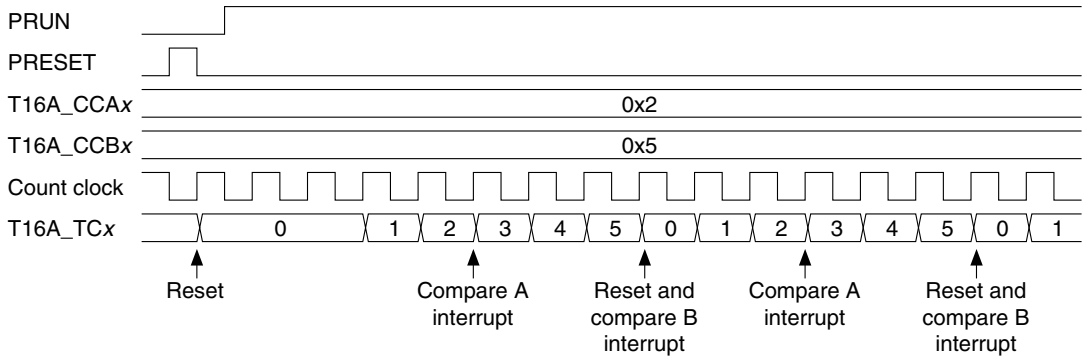 PRUN
PRESET
T16A_CCAx 0x2
T16A_CCBx 0x5
Count clock
T16A_TCx 0 1 2 3 4 5 0 1 2 3 4 5 0 1
Reset Compare A Reset and Compare A Reset and
interrupt compare B interrupt compare B
interrupt interrupt